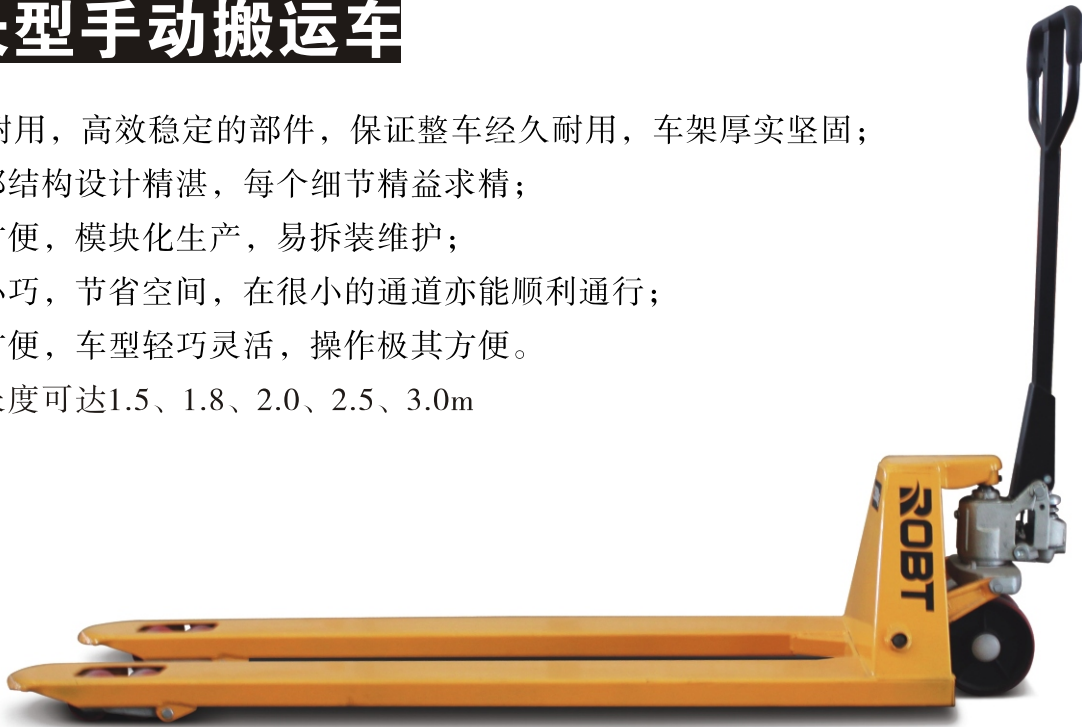 型手动搬运车
用，高效稳定的部件，保证整车经久耐用，车架厚实坚固；
结构设计精湛，每个细节精益求精；
便，模块化生产，易拆装维护；
巧，节省空间，在很小的通道亦能顺利通行；
便，车型轻巧灵活，操作极其方便。
度可达1.5、1.8、2.0、2.5、3.0m
ROBT